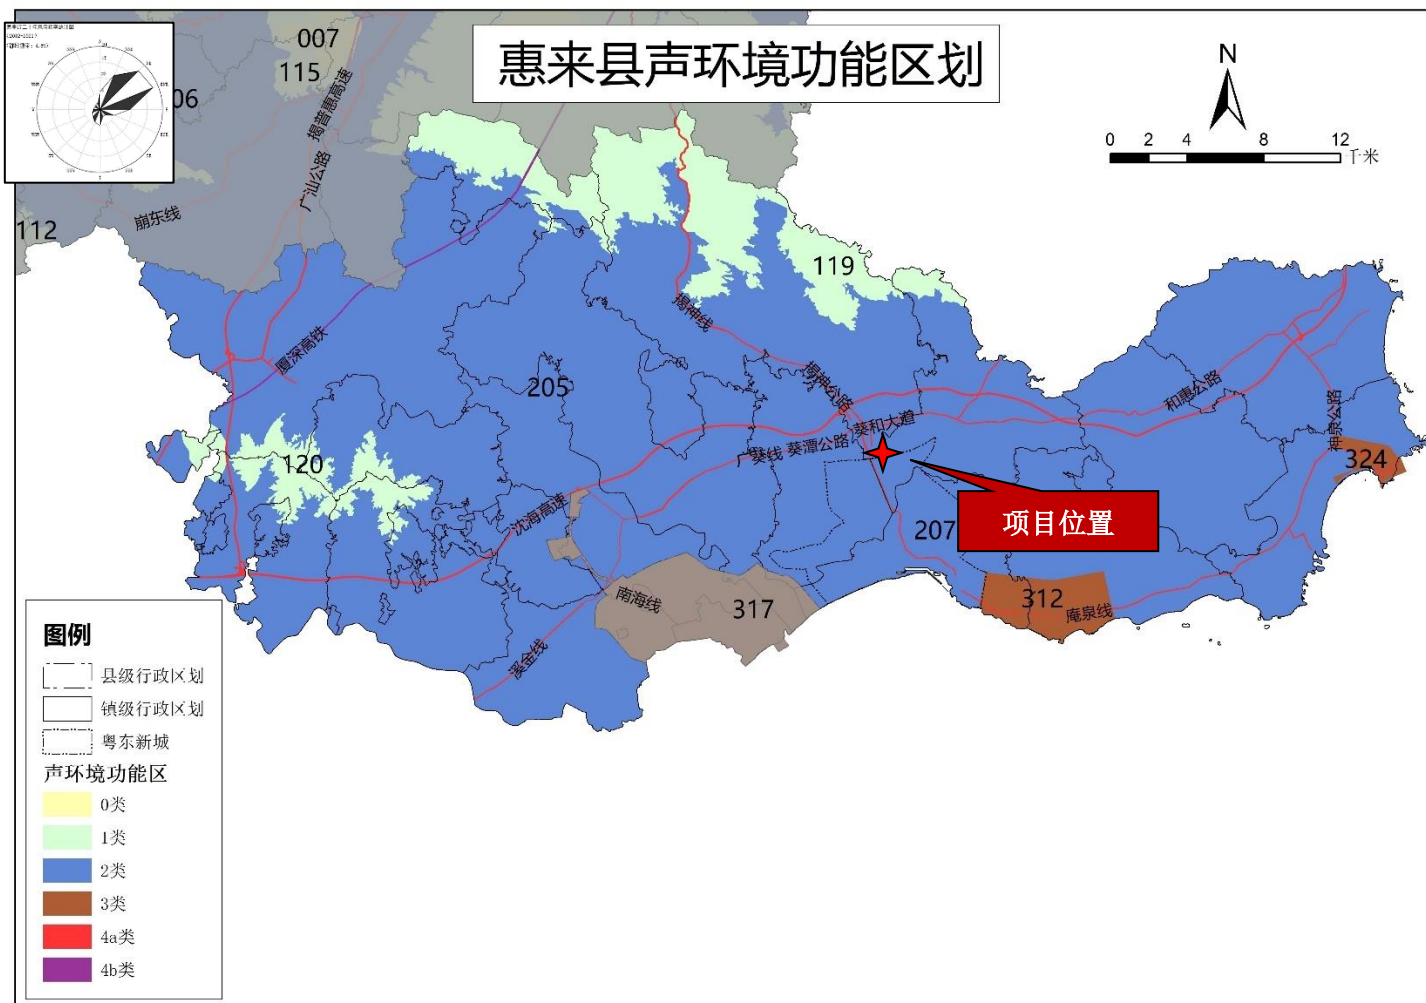 惠来县声环境功能区划
(2002-2021)
N
0 2 4 8 12
千米
007
115
06
112
揭普惠高速
广汕公路
崩东线
119
揭神线
厦深高铁
205
揭神公路
和惠公路
葵和大道
广葵线 葵潭公路
神泉公路
120
324
沈海高速
项目位置
207
南海线
317
312
庵泉线
溪金线
图例
县级行政区划
镇级行政区划
粤东新城
声环境功能区
0类
1类
2类
3类
4a类
4b类